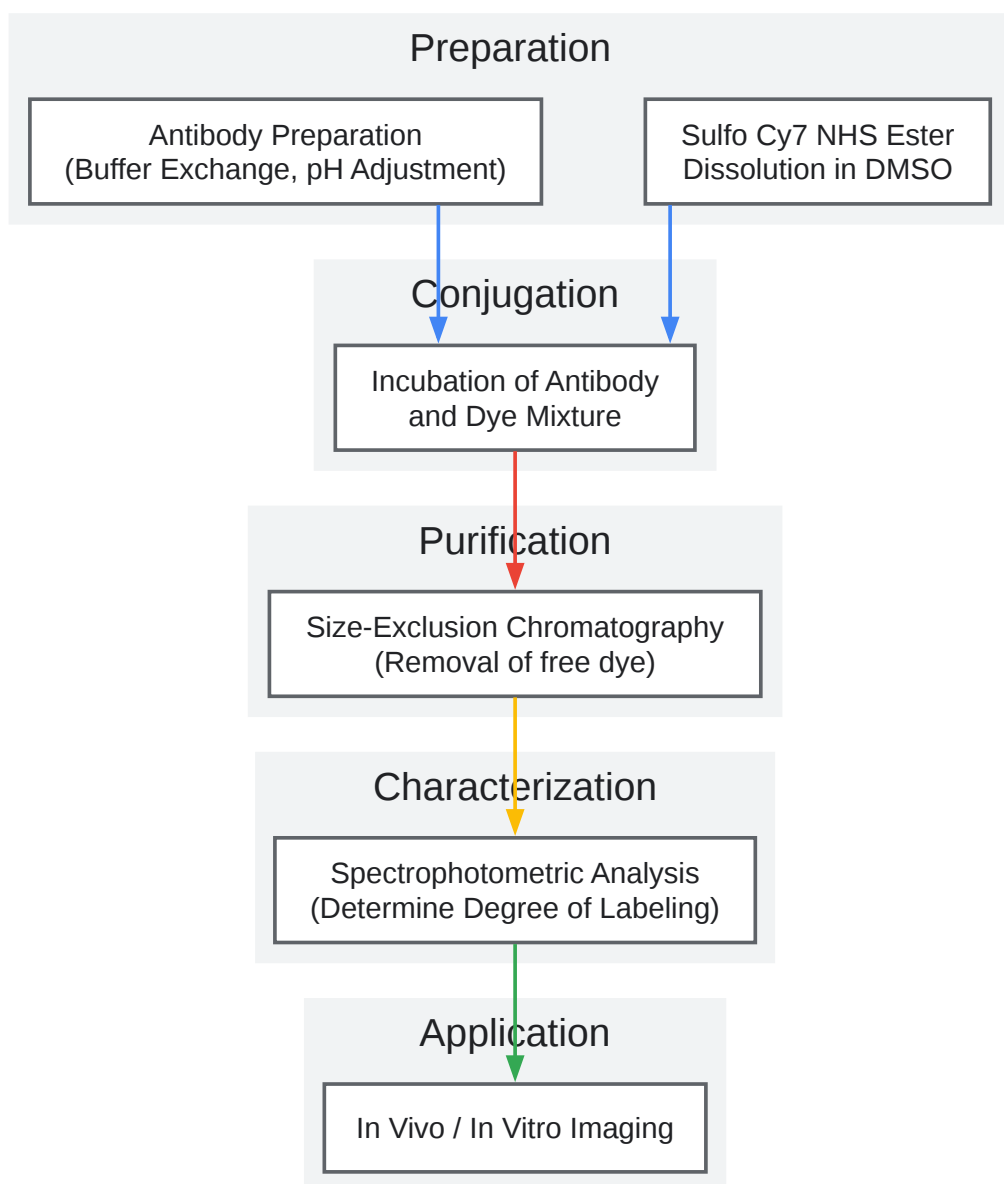 Preparation
Antibody Preparation
(Buffer Exchange, pH Adjustment)
Sulfo Cy7 NHS Ester
Dissolution in DMSO
Conjugation
Incubation of Antibody
and Dye Mixture
Purification
Size-Exclusion Chromatography
(Removal of free dye)
Characterization
Spectrophotometric Analysis
(Determine Degree of Labeling)
Application
In Vivo / In Vitro Imaging